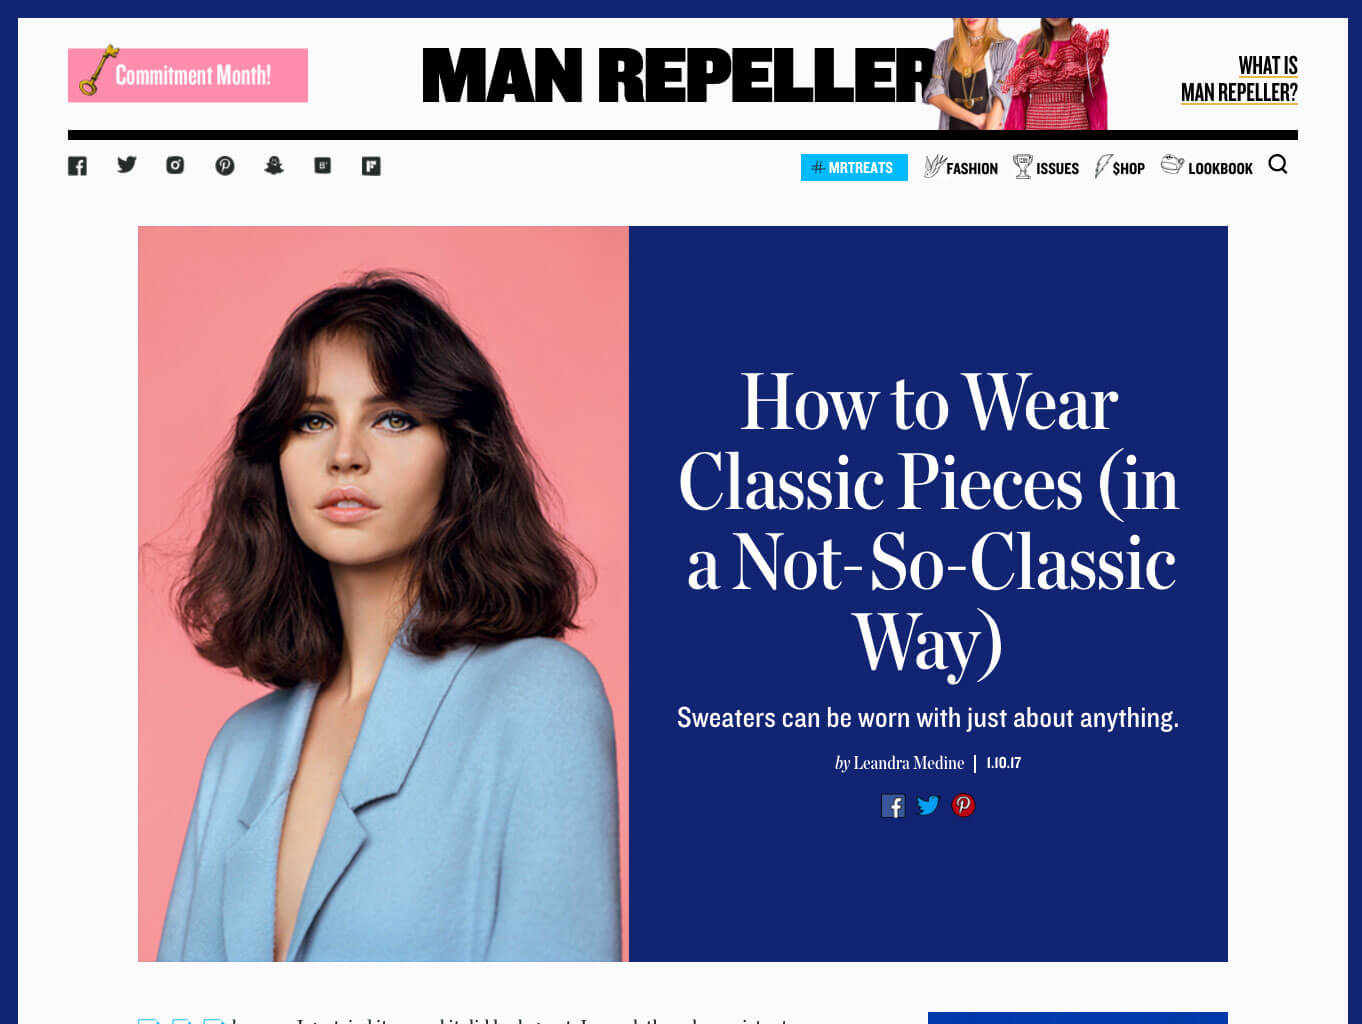 Commitment Month!
MAN REPELLER
WHAT IS
MAN REPELLER?
#MRTREATS
FASHION
ISSUES
$HOP
LOOKBOOK
How to Wear
Classic Pieces (in
a Not-So-Classic
Way)
Sweaters can be worn with just about anything.
by Leandra Medine | 1.10.17